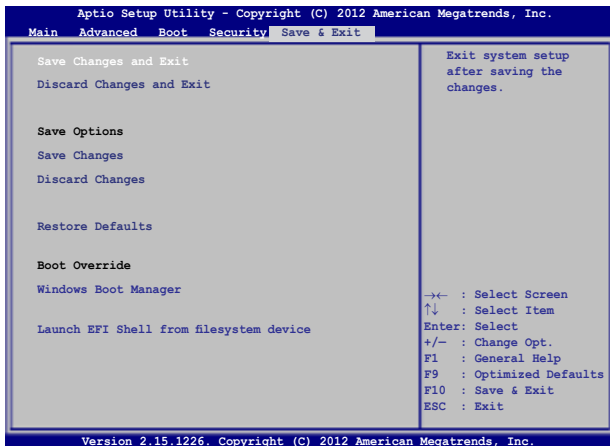 Aptio Setup Utility - Copyright (C) 2012 American Megatrends, Inc.
Main Advanced Boot Security Save & Exit
Save Changes and Exit
Discard Changes and Exit
Save Options
Save Changes
Discard Changes
Restore Defaults
Boot Override
Windows Boot Manager
Launch EFI Shell from filesystem device
Exit system setup
after saving the
changes.
→← : Select Screen
↑↓ : Select Item
Enter: Select
+/— : Change Opt.
F1 : General Help
F9 : Optimized Defaults
F10 : Save & Exit
ESC : Exit
Version 2.15.1226. Copyright (C) 2012 American Megatrends, Inc.